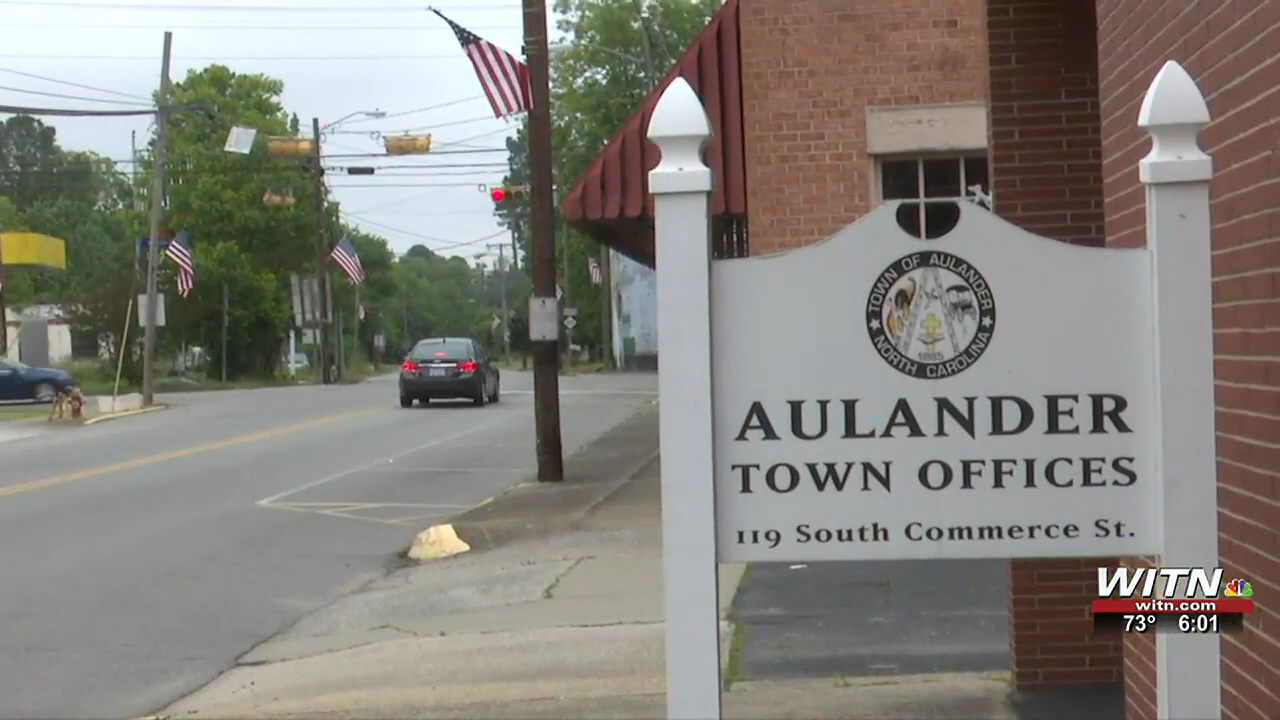 TOWN OF AULANDER
NORTH CAROLINA
1885
AULANDER
TOWN OFFICES
119 South Commerce St.
WITN
witn.com
73° 6:01